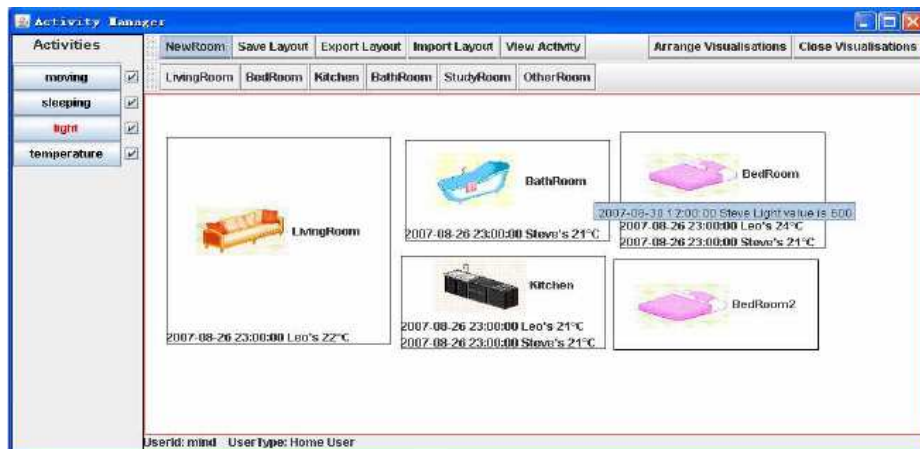 Activity Manager
Activities
NewRoom Save Layout Export Layout Import Layout View Activity Arrange Visualisations Close Visualisations
moving
LivingRoom BedRoom Kitchen BathRoom StudyRoom OtherRoom
sleeping
light
temperature
LivingRoom
2007-08-26 23:00:00 Leo's 22°C
BathRoom
2007-08-26 23:00:00 Steve's 21°C
BedRoom
2007-08-30 12:00:00 Steve Light value is 600
2007-08-26 23:00:00 Leo's 24°C
2007-08-26 23:00:00 Steve's 21°C
Kitchen
2007-08-26 23:00:00 Leo's 21°C
2007-08-26 23:00:00 Steve's 21°C
BedRoom2
UserId: mind UserType: Home User